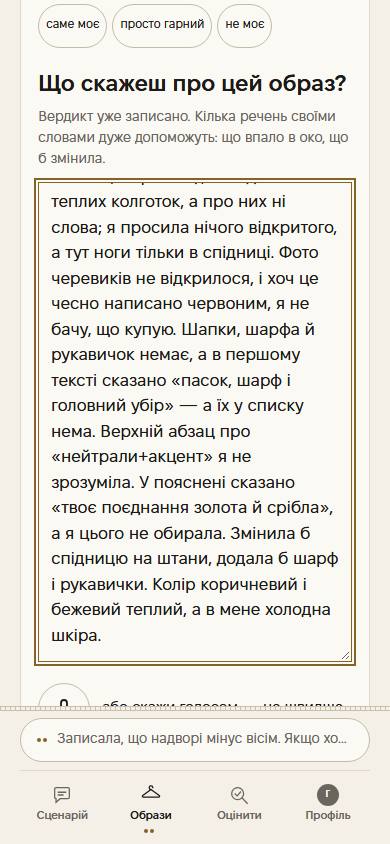 саме моє
просто гарний
не моє
Що скажеш про цей образ?
Вердикт уже записано. Кілька речень своїми
словами дуже допоможуть: що впало в око, що
б змінила.
теплих колготок, а про них ні
слова; я просила нічого відкритого,
а тут ноги тільки в спідниці. Фото
черевиків не відкрилося, і хоч це
чесно написано червоним, я не
бачу, що купую. Шапки, шарфа й
рукавичок немає, а в першому
тексті сказано «пасок, шарф і
головний убір» — а їх у списку
нема. Верхній абзац про
«нейтрали+акцент» я не
зрозуміла. У пояснені сказано
«твоє поєднання золота й срібла»,
а я цього не обирала. Змінила б
спідницю на штани, додала б шарф
і рукавички. Колір коричневий і
бежевий теплий, а в мене холодна
шкіра.
Записала, що надворі мінус вісім. Якщо хо...
Сценарій
Образи
Оцінити
Г
Профіль